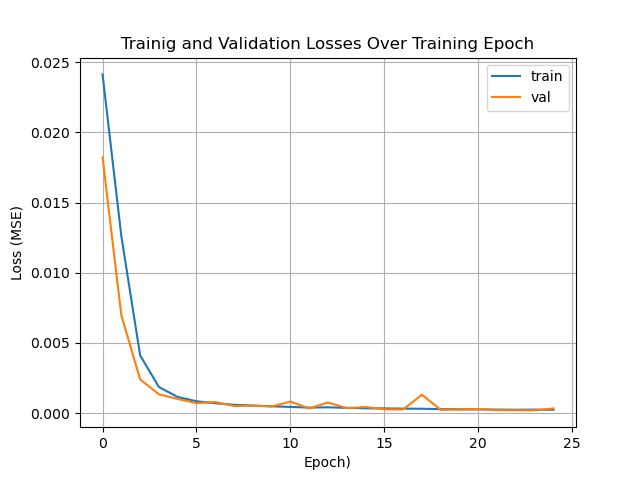 Trainig and Validation Losses Over Training Epoch
train
val
Loss (MSE)
0.025
0.020
0.015
0.010
0.005
0.000
0
5
10
15
20
25
Epoch)